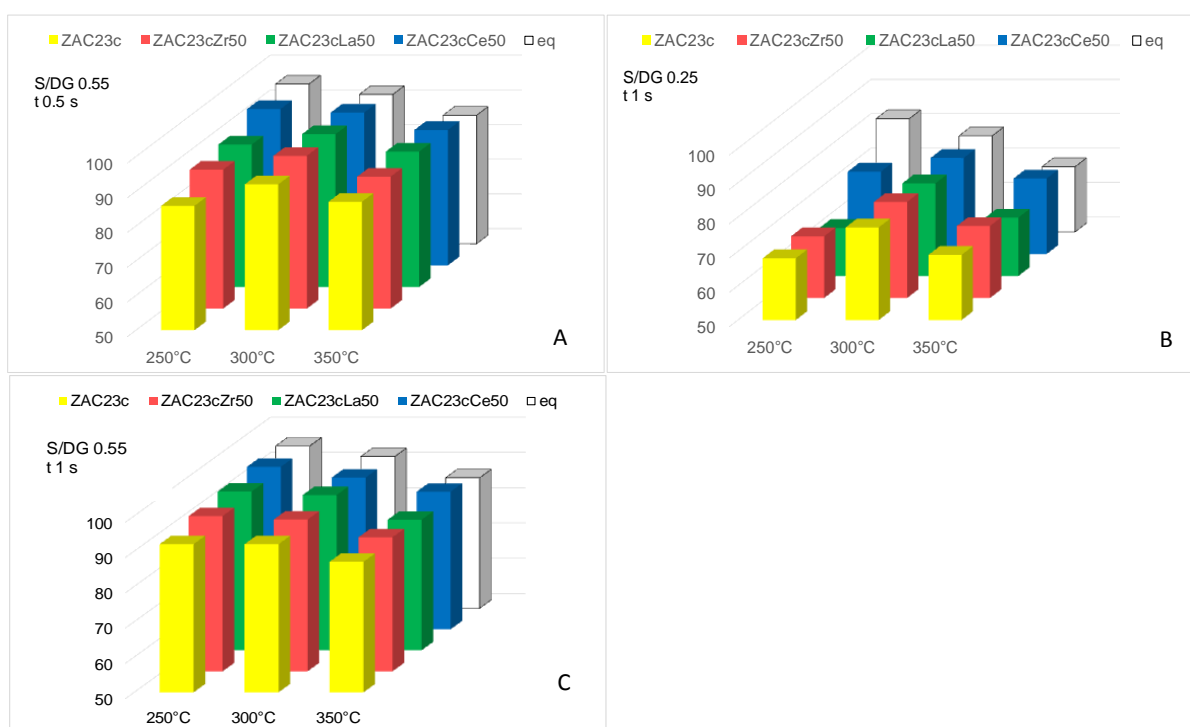 ZAC23c ZAC23cZr50 ZAC23cLa50 ZAC23cCe50 eq
S/DG 0.55
t 0.5 s
100
90
80
70
60
50
250°C 300°C 350°C
A
ZAC23c ZAC23cZr50 ZAC23cLa50 ZAC23cCe50 eq
S/DG 0.25
t 1 s
100
90
80
70
60
50
250°C 300°C 350°C
B
ZAC23c ZAC23cZr50 ZAC23cLa50 ZAC23cCe50 eq
S/DG 0.55
t 1 s
100
90
80
70
60
50
250°C 300°C 350°C
C